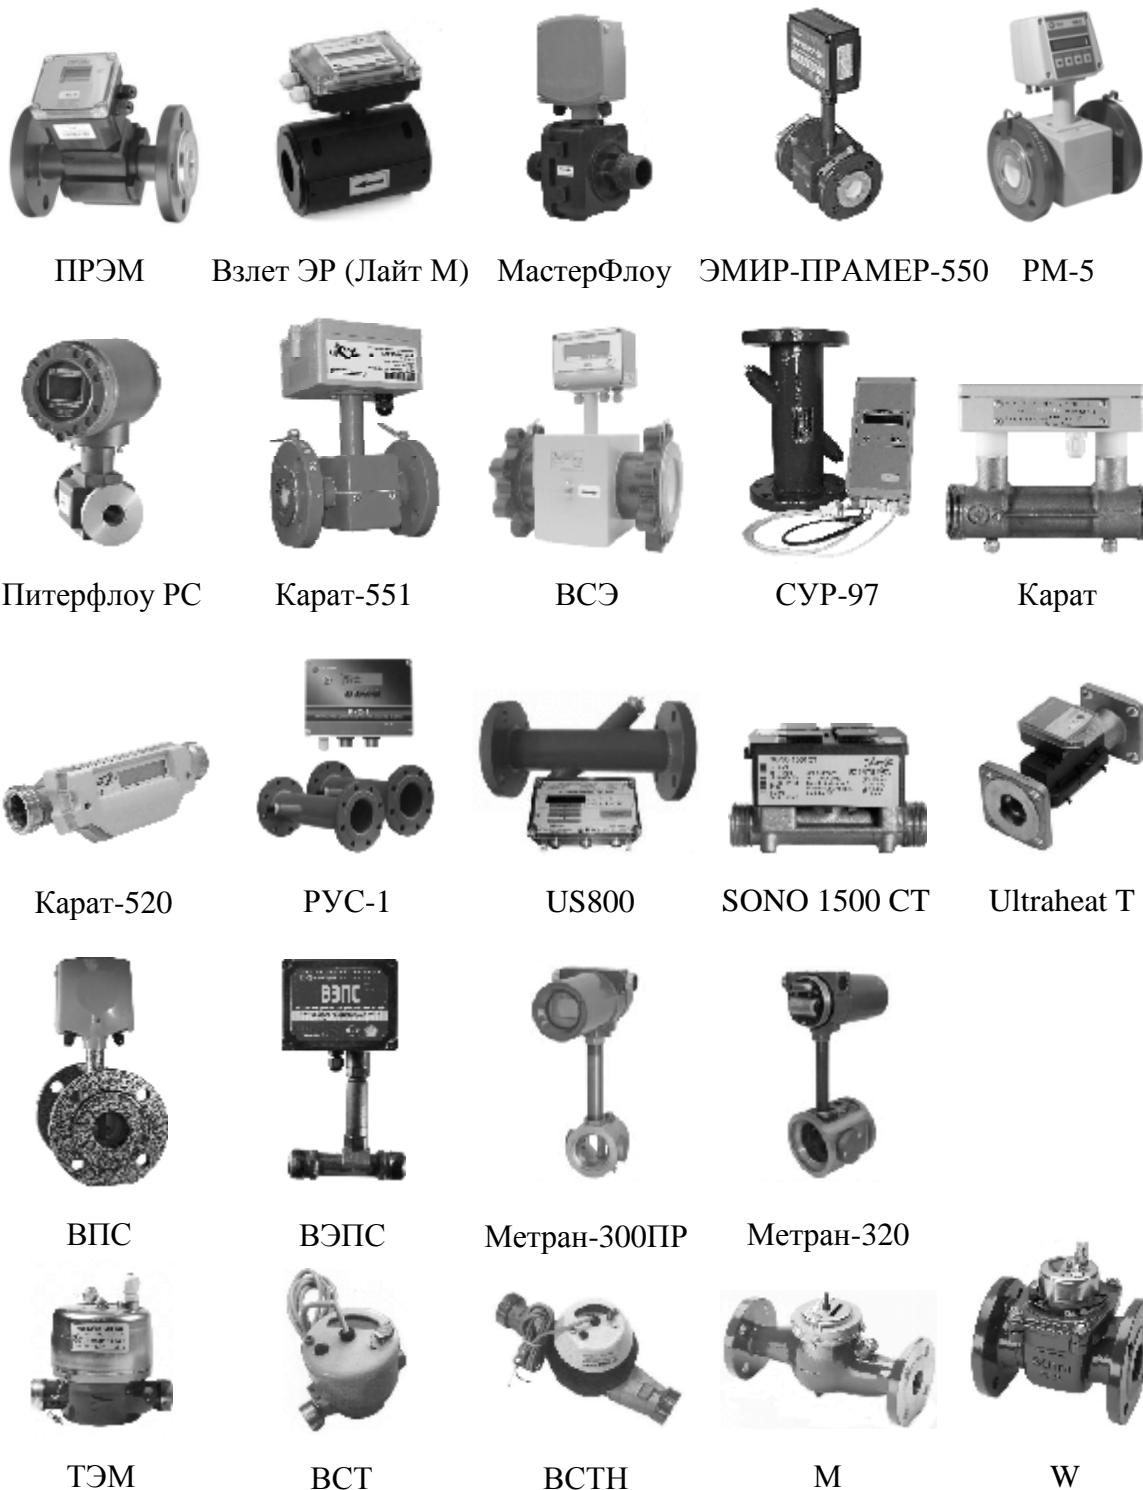 ПРЭМ Взлет ЭР (Лайт М) МастерФлоу ЭМИР-ПРАМЕР-550 РМ-5
Питерфлоу РС Карат-551 ВСЭ СУР-97 Карат
Карат-520 РУС-1 US800 SONO 1500 CT Ultraheat T
ВЭПС
ВПС ВЭПС Метран-300ПР Метран-320
ТЭМ ВСТ ВСТН M W